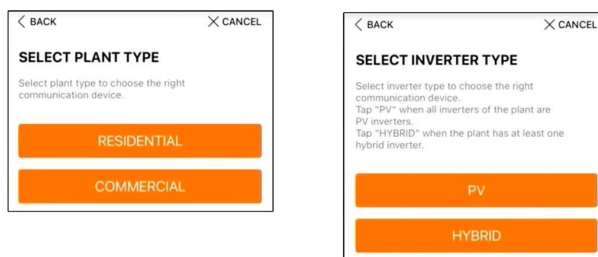 < BACK
X CANCEL
SELECT PLANT TYPE
Select plant type to choose the right
communication device.
RESIDENTIAL
COMMERCIAL
< BACK
X CANCEL
SELECT INVERTER TYPE
Select inverter type to choose the right
communication device.
Tap "PV" when all inverters of the plant are
PV inverters.
Tap "HYBRID" when the plant has at least one
hybrid inverter.
PV
HYBRID